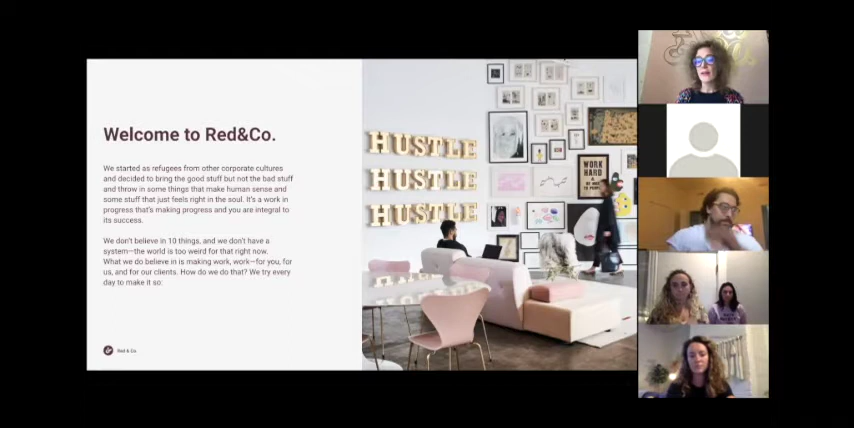 Welcome to Red&Co.
We started as refugees from other corporate cultures
and decided to bring the good stuff but not the bad stuff
and throw in some things that make human sense and
some stuff that just feels right in the soul. It's a work in
progress that's making progress and you are integral to
its success.
We don't believe in 10 things, and we don't have a
system—the world is too weird for that right now.
What we do believe in is making work, work—for you, for
us, and for our clients. How do we do that? We try every
day to make it so:
& Red & Co
HUSTLE
HUSTLE
HUSTLE
WORK
HARD
& BE NICE
TO PEOPLE